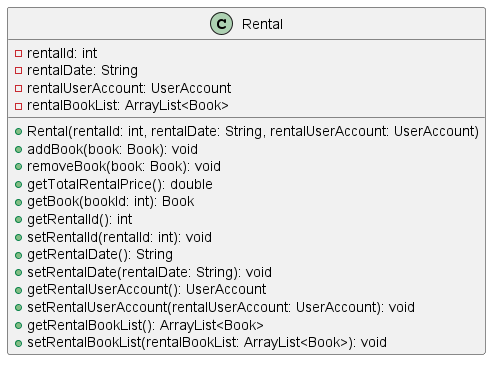 C Rental
rentalId: int
rentalDate: String
rentalUserAccount: UserAccount
rentalBookList: ArrayList<Book>
Rental(rentalId: int, rentalDate: String, rentalUserAccount: UserAccount)
addBook(book: Book): void
removeBook(book: Book): void
getTotalRentalPrice(): double
getBook(bookId: int): Book
getRentalId(): int
setRentalId(rentalId: int): void
getRentalDate(): String
setRentalDate(rentalDate: String): void
getRentalUserAccount(): UserAccount
setRentalUserAccount(rentalUserAccount: UserAccount): void
getRentalBookList(): ArrayList<Book>
setRentalBookList(rentalBookList: ArrayList<Book>): void